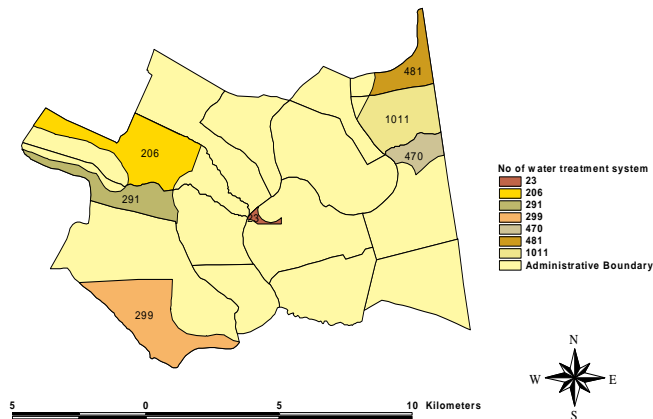 481
1011
206
470
291
23
299
No of water treatment system
23
206
291
299
470
481
1011
Administrative Boundary
N
W E
S
5 0 5 10 Kilometers